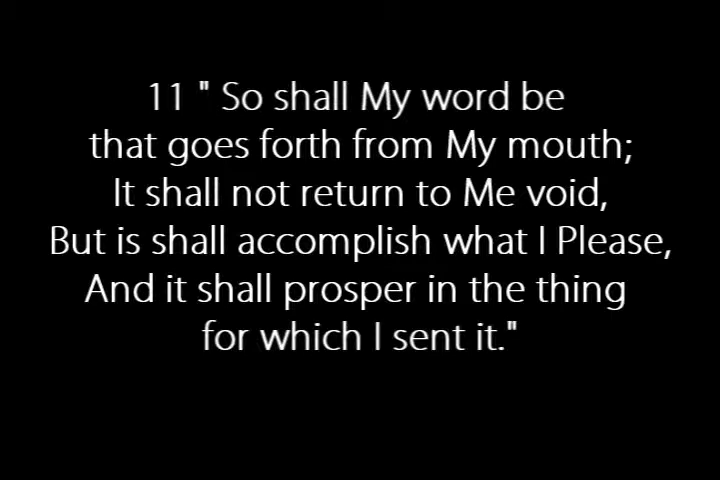 11 " So shall My word be
that goes forth from My mouth;
It shall not return to Me void,
But is shall accomplish what I Please,
And it shall prosper in the thing
for which I sent it."